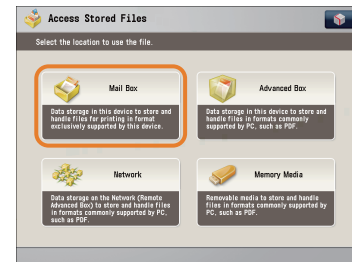 Access Stored Files
Select the location to use the file.
Mail Box
Data storage in this device to store and
handle files for printing in format
exclusively supported by this device.
Advanced Box
Data storage in this device to store and
handle files in formats commonly
supported by PC, such as PDF.
Network
Data storage on the Network (Remote
Advanced Box) to store and handle files
in formats commonly supported by PC,
such as PDF.
Memory Media
Removable media to store and handle
files in formats commonly supported by
PC, such as PDF.